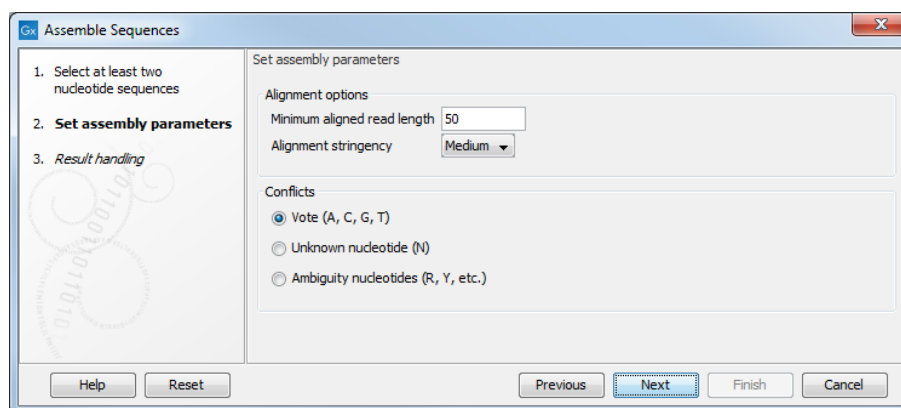 Gx Assemble Sequences
1. Select at least two
nucleotide sequences
2. Set assembly parameters
3. Result handling
Set assembly parameters
Alignment options
Minimum aligned read length 50
Alignment stringency Medium
Conflicts
Vote (A, C, G, T)
Unknown nucleotide (N)
Ambiguity nucleotides (R, Y, etc.)
Help Reset Previous Next Finish Cancel